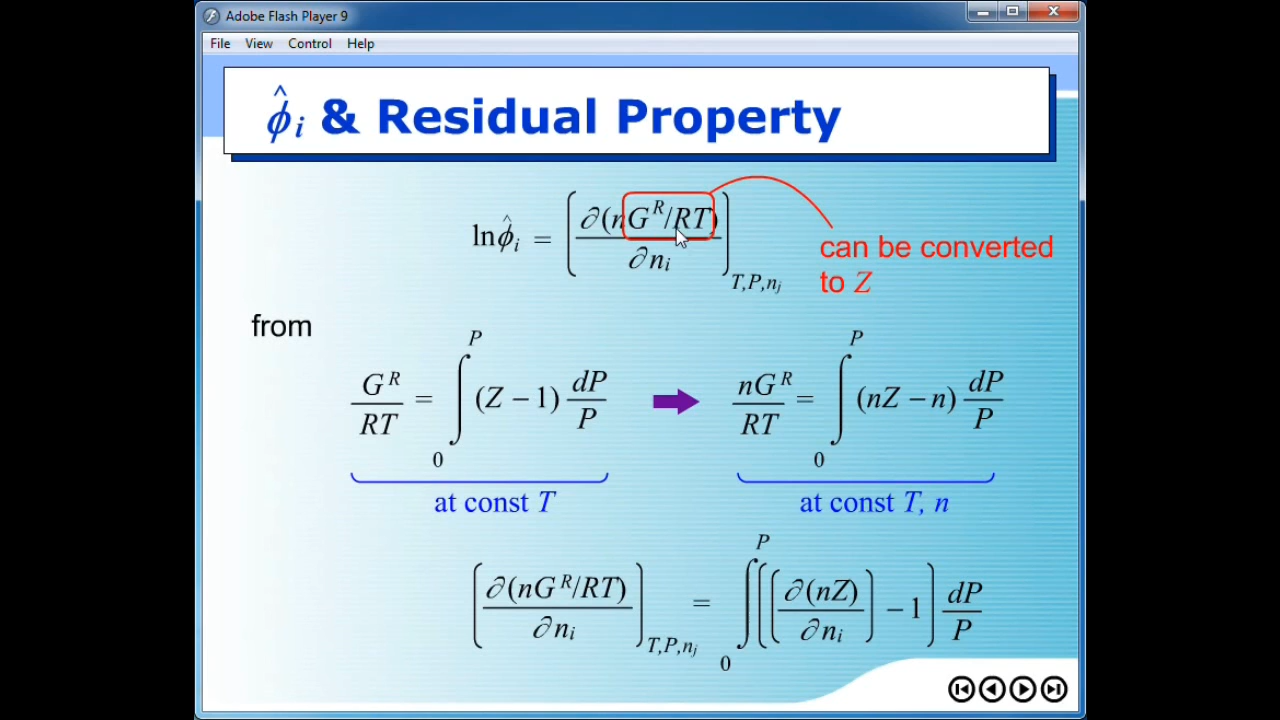 Adobe Flash Player 9
File View Control Help
ϕ̂ᵢ & Residual Property
lnϕ̂ᵢ = [∂(nGᴿ/RT) / ∂nᵢ]T,P,nⱼ
can be converted
to Z
from
Gᴿ/RT = ∫₀ᴾ (Z − 1) dP/P
nGᴿ/RT = ∫₀ᴾ (nZ − n) dP/P
at const T
at const T, n
[∂(nGᴿ/RT) / ∂nᵢ]T,P,nⱼ = ∫₀ᴾ [(∂(nZ) / ∂nᵢ) − 1] dP/P